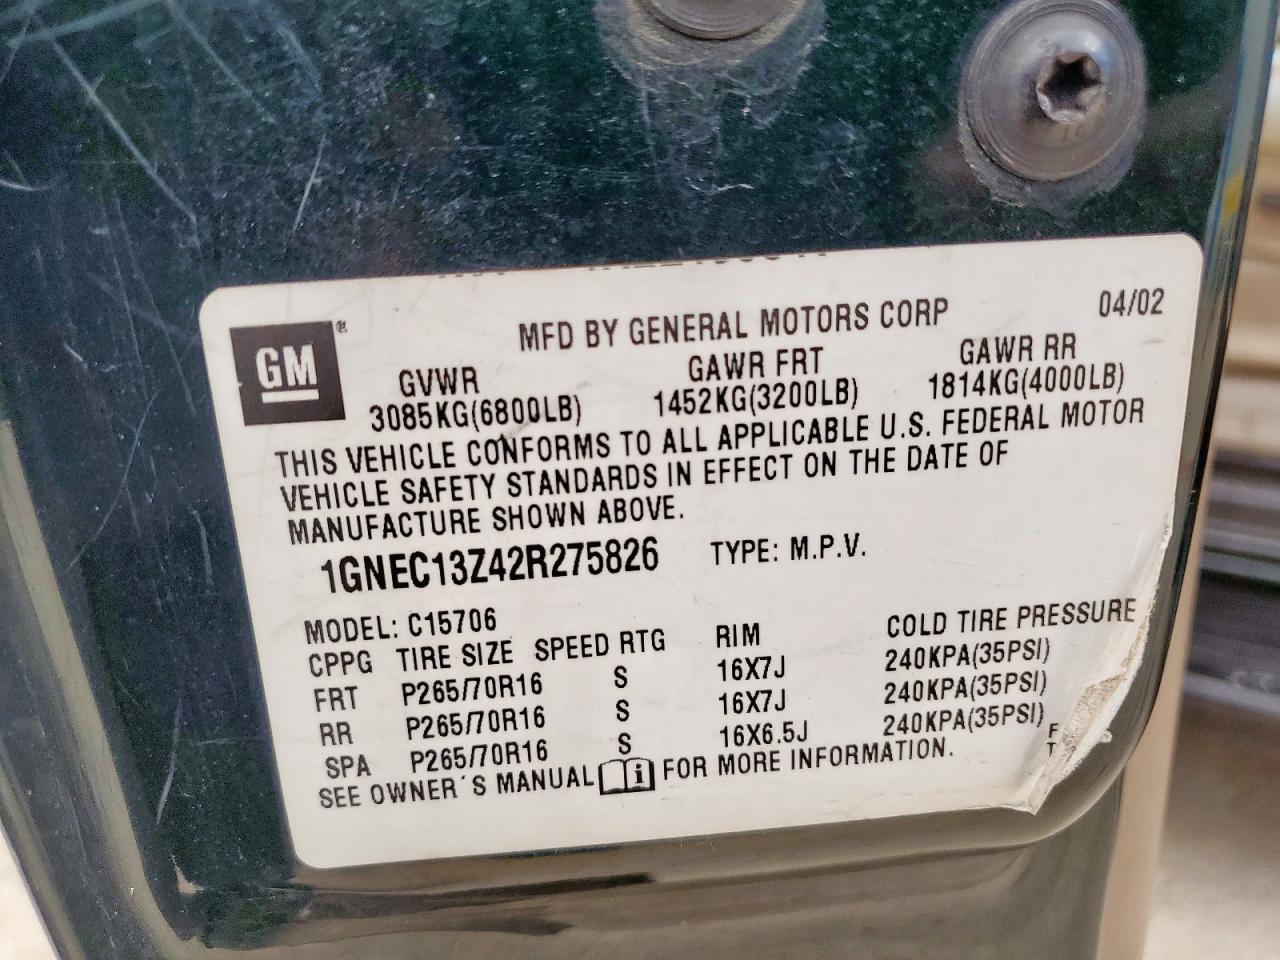 GM ®
MFD BY GENERAL MOTORS CORP 04/02
GVWR GAWR FRT GAWR RR
3085KG(6800LB) 1452KG(3200LB) 1814KG(4000LB)
THIS VEHICLE CONFORMS TO ALL APPLICABLE U.S. FEDERAL MOTOR
VEHICLE SAFETY STANDARDS IN EFFECT ON THE DATE OF
MANUFACTURE SHOWN ABOVE.
1GNEC13Z42R275826 TYPE: M.P.V.
MODEL: C15706
CPPG TIRE SIZE SPEED RTG RIM COLD TIRE PRESSURE
FRT P265/70R16 S 16X7J 240KPA(35PSI)
RR P265/70R16 S 16X7J 240KPA(35PSI)
SPA P265/70R16 S 16X6.5J 240KPA(35PSI)
SEE OWNER´S MANUAL i FOR MORE INFORMATION.
F
T